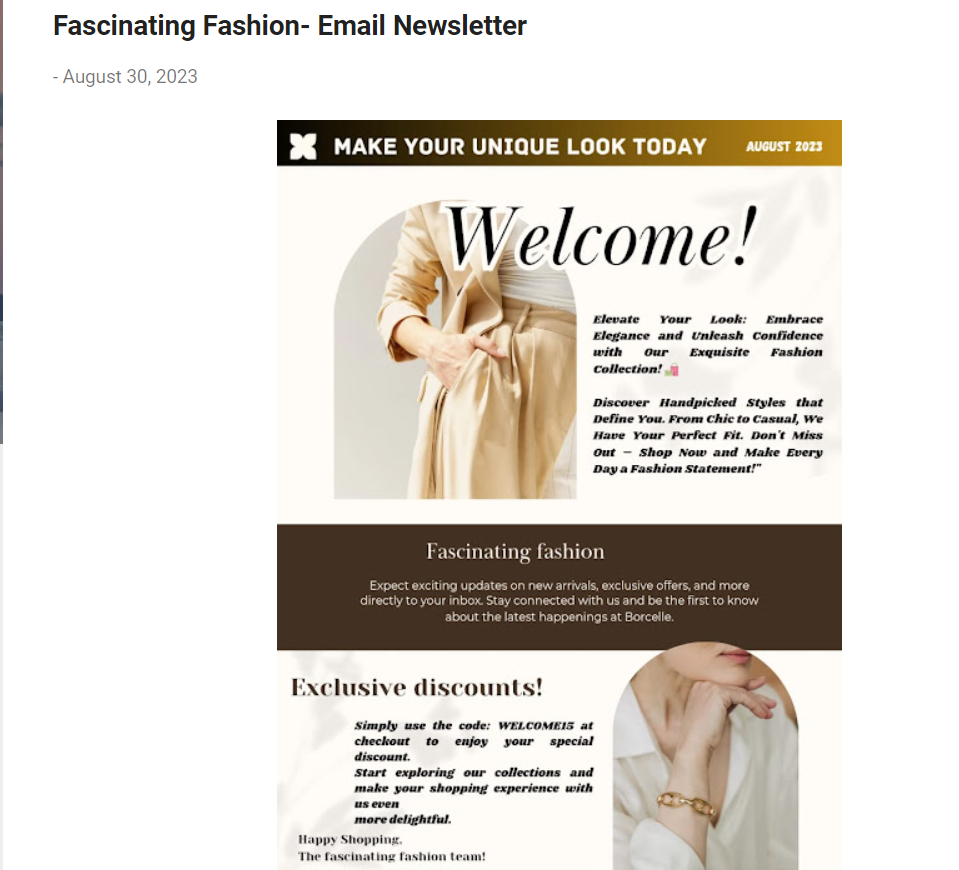 Fascinating Fashion- Email Newsletter
- August 30, 2023
MAKE YOUR UNIQUE LOOK TODAY
AUGUST 2023
Welcome!
Elevate Your Look: Embrace
Elegance and Unleash Confidence
with Our Exquisite Fashion
Collection! 🛍️
Discover Handpicked Styles that
Define You. From Chic to Casual, We
Have Your Perfect Fit. Don't Miss
Out – Shop Now and Make Every
Day a Fashion Statement!"
Fascinating fashion
Expect exciting updates on new arrivals, exclusive offers, and more
directly to your inbox. Stay connected with us and be the first to know
about the latest happenings at Borcelle.
Exclusive discounts!
Simply use the code: WELCOME15 at
checkout to enjoy your special
discount.
Start exploring our collections and
make your shopping experience with
us even
more delightful.
Happy Shopping,
The fascinating fashion team!